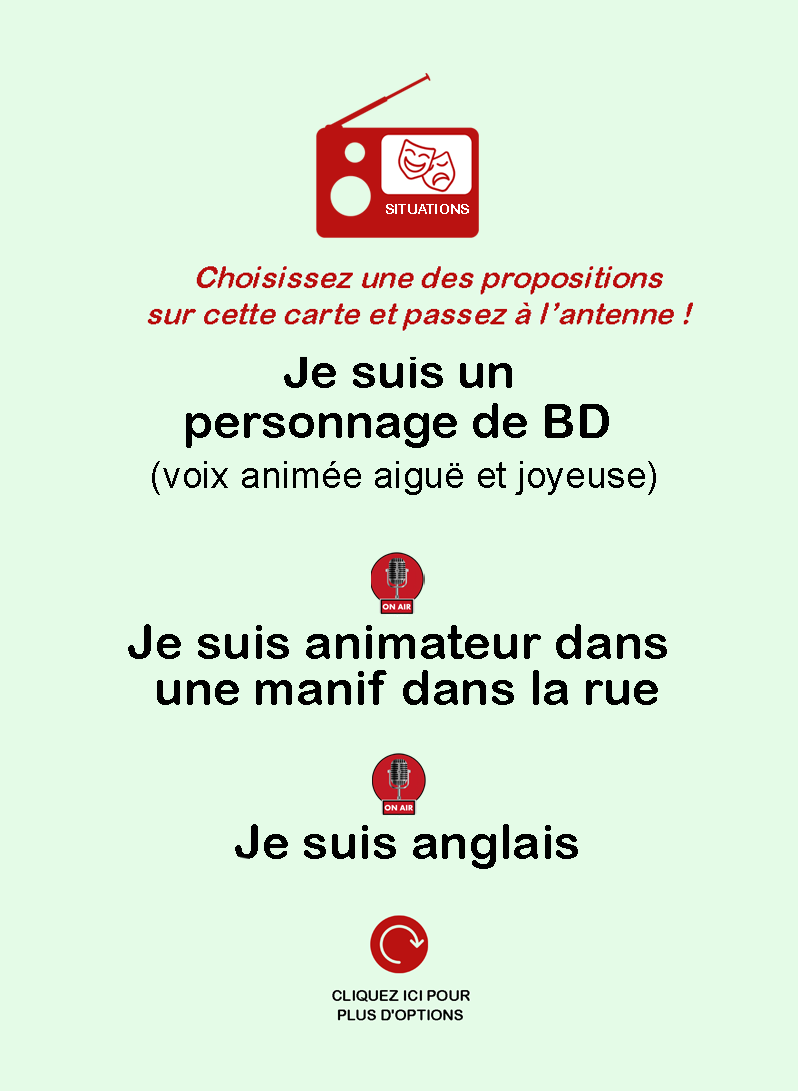 SITUATIONS
Choisissez une des propositions
sur cette carte et passez à l’antenne !
Je suis un
personnage de BD
(voix animée aiguë et joyeuse)
ON AIR
Je suis animateur dans
une manif dans la rue
ON AIR
Je suis anglais
CLIQUEZ ICI POUR
PLUS D'OPTIONS